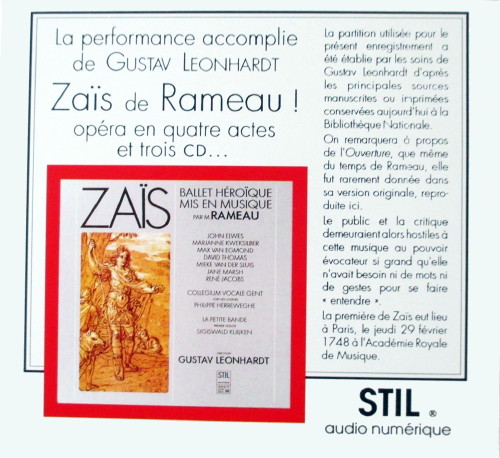 La performance accomplie
de GUSTAV LEONHARDT
Zaïs de Rameau !
opéra en quatre actes
et trois CD...
ZAÏS
BALLET HÉROÏQUE
MIS EN MUSIQUE
PAR M. RAMEAU
JOHN ELWES
MARIANNE KWEKSILBER
MAX VAN EGMOND
DAVID THOMAS
MIEKE VAN DER SLUIS
JANE MARSH
RENÉ JACOBS
COLLEGIUM VOCALE GENT
PHILIPPE HERREWEGHE
LA PETITE BANDE
SIGISWALD KUIJKEN
GUSTAV LEONHARDT
STIL
La partition utilisée pour le
présent enregistrement a
été établie par les soins de
Gustav Leonhardt d'après
les principales sources
manuscrites ou imprimées
conservées aujourd'hui à la
Bibliothèque Nationale.
On remarquera à propos
de l'Ouverture, que même
du temps de Rameau, elle
fut rarement donnée dans
sa version originale, repro-
duite ici.
Le public et la critique
demeuraient alors hostiles à
cette musique au pouvoir
évocateur si grand qu'elle
n'avait besoin ni de mots ni
de gestes pour se faire
« entendre ».
La première de Zaïs eut lieu
à Paris, le jeudi 29 février
1748 à l'Académie Royale
de Musique.
STIL ®
audio numérique